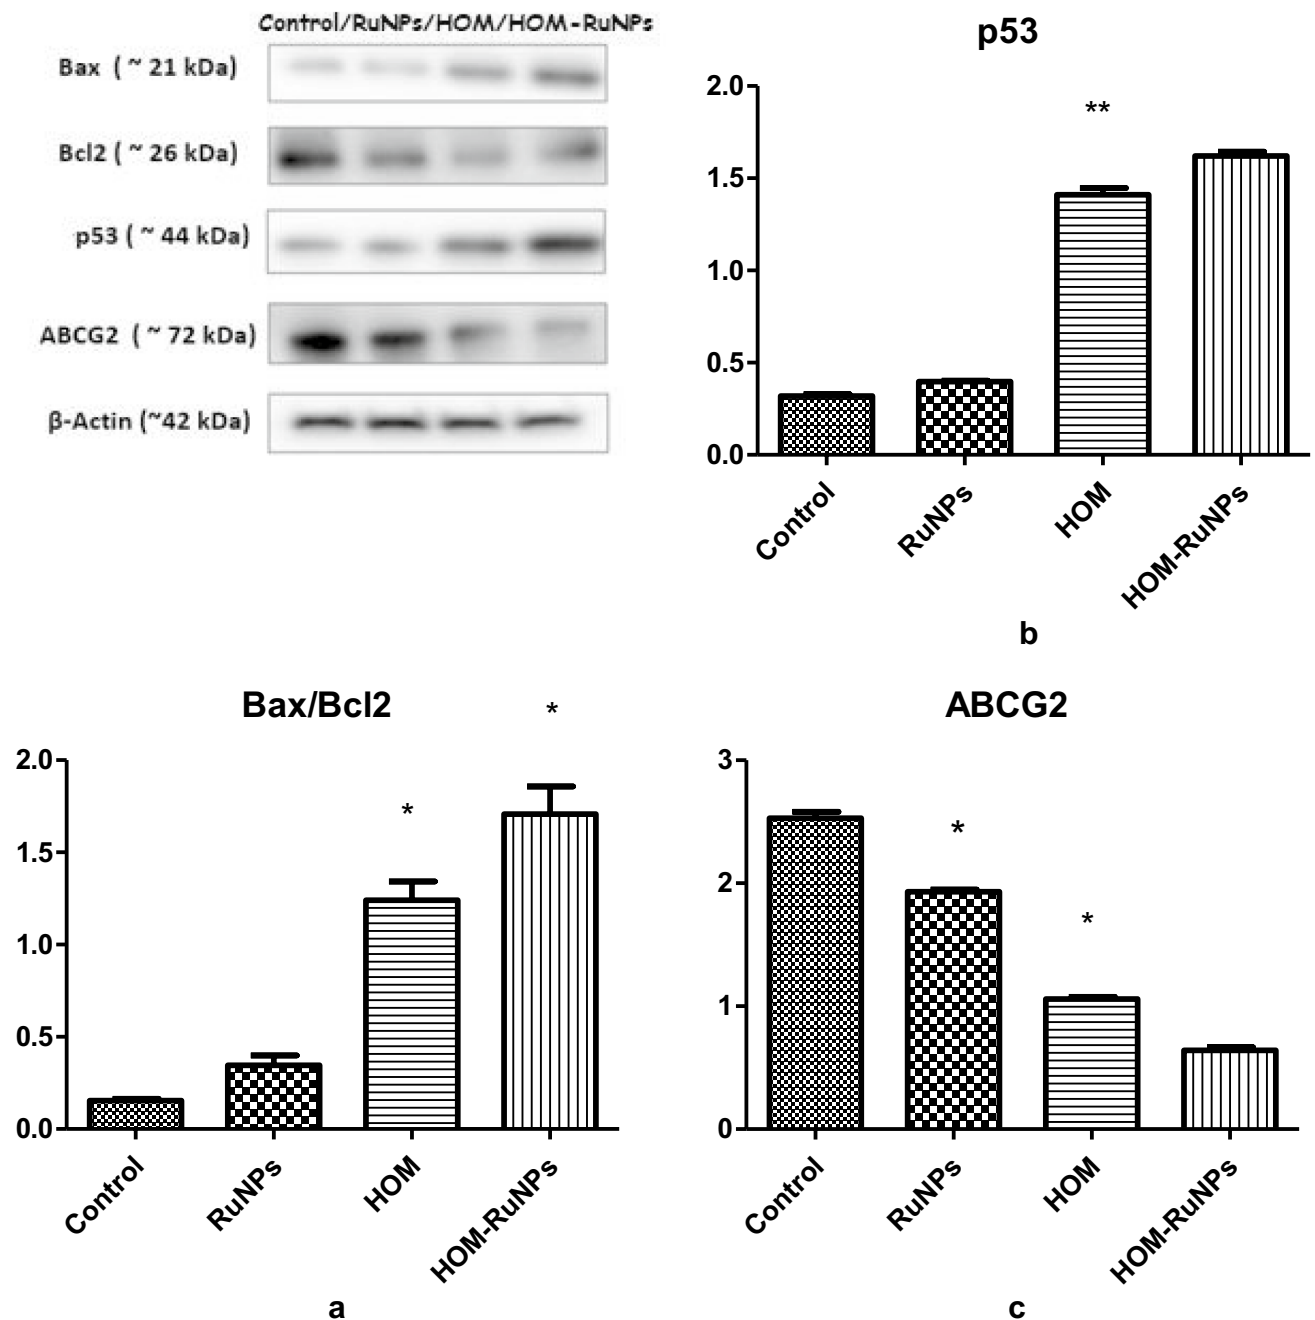 Control/RuNPs/HOM/HOM-RuNPs
Bax ( ~ 21 kDa)
Bcl2 ( ~ 26 kDa)
p53 ( ~ 44 kDa)
ABCG2 ( ~ 72 kDa)
β-Actin (~42 kDa)
p53
2.0
1.5
1.0
0.5
0.0
**
Control
RuNPs
HOM
HOM-RuNPs
b
Bax/Bcl2
2.0
1.5
1.0
0.5
0.0
*
*
Control
RuNPs
HOM
HOM-RuNPs
a
ABCG2
3
2
1
0
*
*
Control
RuNPs
HOM
HOM-RuNPs
c